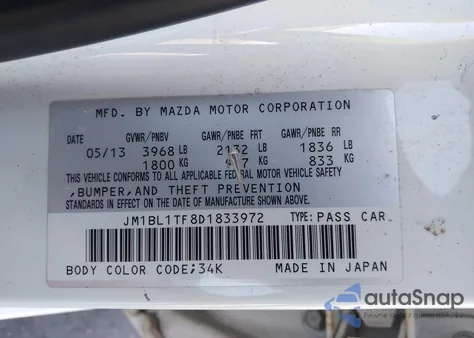 MFD. BY MAZDA MOTOR CORPORATION
DATE GVWR/PNBV GAWR/PNBE FRT GAWR/PNBE RR
05/13 3968 LB 2132 LB 1836 LB
1800 KG KG 833 KG
THIS VEHICLE CONFORMS TO ALL APPLICABLE FEDERAL MOTOR VEHICLE SAFETY
,BUMPER,AND THEFT PREVENTION
STANDARDS IN EFFECT ON THE DATE OF MANUFACTURE SHOWN ABOVE.
JM1BL1TF8D1833972 TYPE:PASS CAR
BODY COLOR CODE;34K MADE IN JAPAN
autoSnap